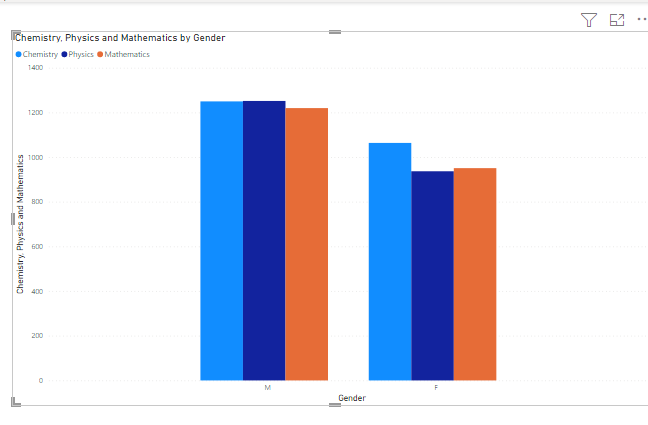 Chemistry, Physics and Mathematics by Gender
Chemistry Physics Mathematics
1400
1200
1000
800
600
400
200
0
Chemistry, Physics and Mathematics
M
F
Gender